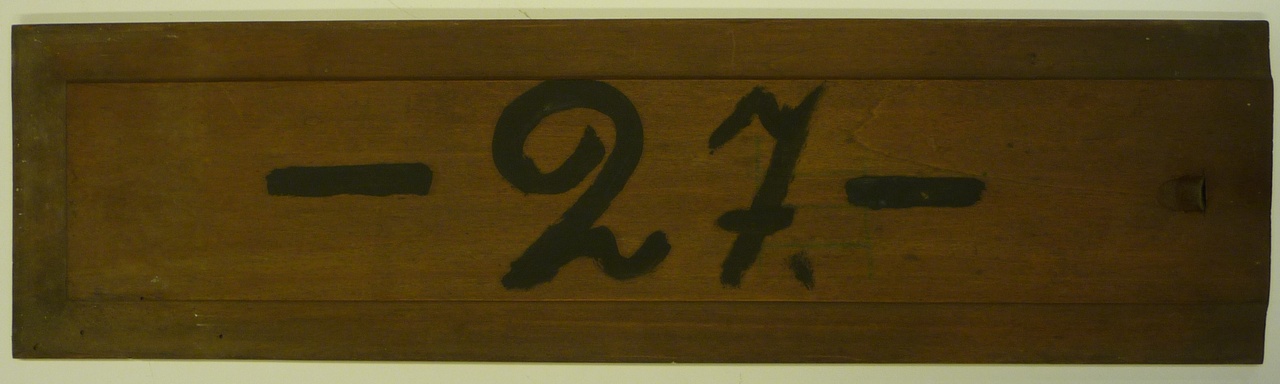 — 27. —